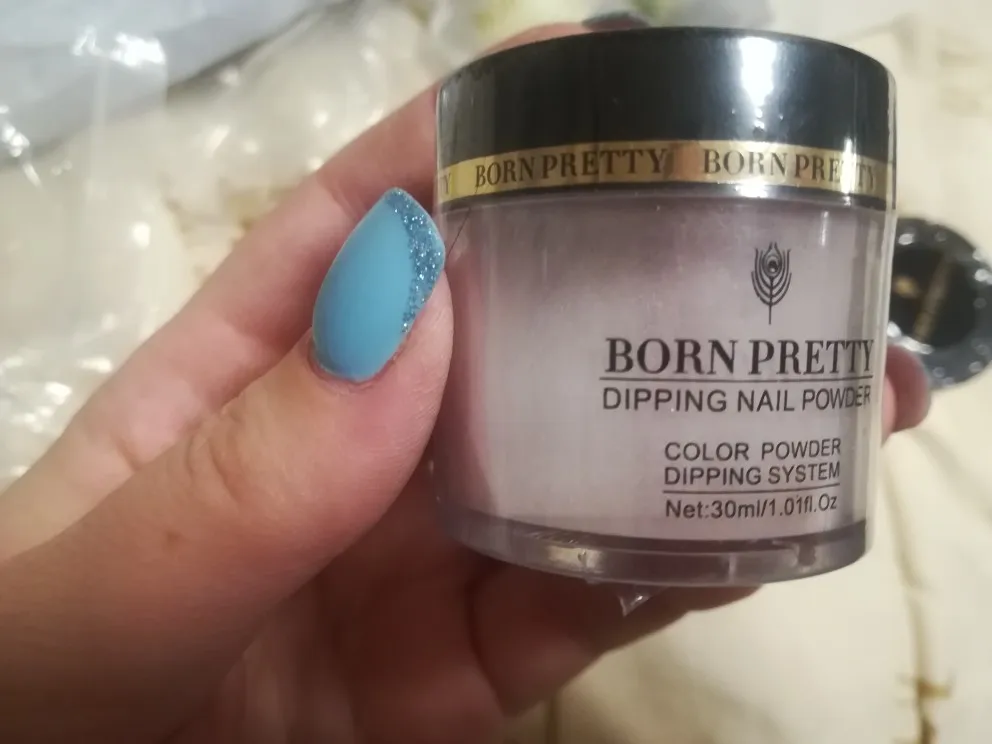 BORN PRETTY BORN PRETTY
BORN PRETTY
DIPPING NAIL POWDER
COLOR POWDER
DIPPING SYSTEM
Net:30ml/1.01fl.Oz